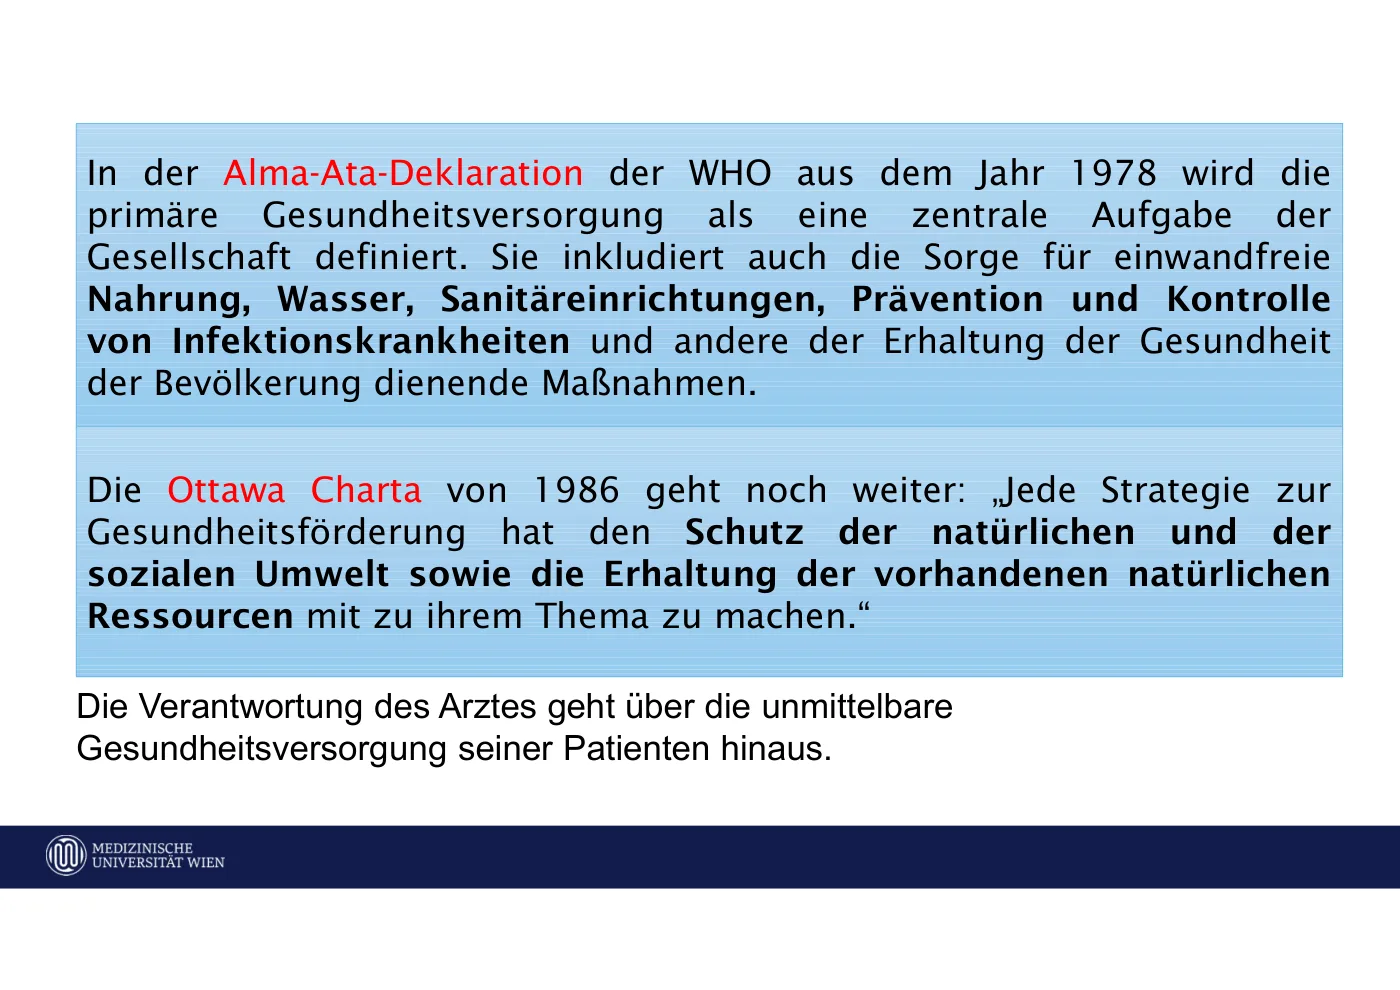 In der Alma-Ata-Deklaration der WHO aus dem Jahr 1978 wird die
primäre Gesundheitsversorgung als eine zentrale Aufgabe der
Gesellschaft definiert. Sie inkludiert auch die Sorge für einwandfreie
Nahrung, Wasser, Sanitäreinrichtungen, Prävention und Kontrolle
von Infektionskrankheiten und andere der Erhaltung der Gesundheit
der Bevölkerung dienende Maßnahmen.
Die Ottawa Charta von 1986 geht noch weiter: „Jede Strategie zur
Gesundheitsförderung hat den Schutz der natürlichen und der
sozialen Umwelt sowie die Erhaltung der vorhandenen natürlichen
Ressourcen mit zu ihrem Thema zu machen.“
Die Verantwortung des Arztes geht über die unmittelbare
Gesundheitsversorgung seiner Patienten hinaus.
MEDIZINISCHE
UNIVERSITÄT WIEN